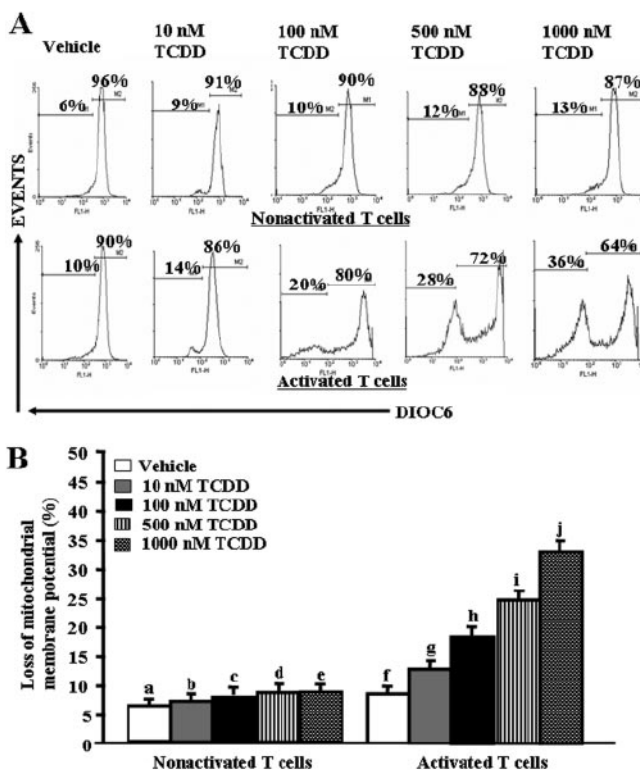 A
Vehicle
10 nM
TCDD
100 nM
TCDD
500 nM
TCDD
1000 nM
TCDD
6% 96%
9% 91%
10% 90%
12% 88%
13% 87%
EVENTS
Nonactivated T cells
10% 90%
14% 86%
20% 80%
28% 72%
36% 64%
Activated T cells
DIOC6
B
Loss of mitochondrial
membrane potential (%)
50
45
40
35
30
25
20
15
10
5
0
Vehicle
10 nM TCDD
100 nM TCDD
500 nM TCDD
1000 nM TCDD
a b c d e f g h i j
Nonactivated T cells Activated T cells